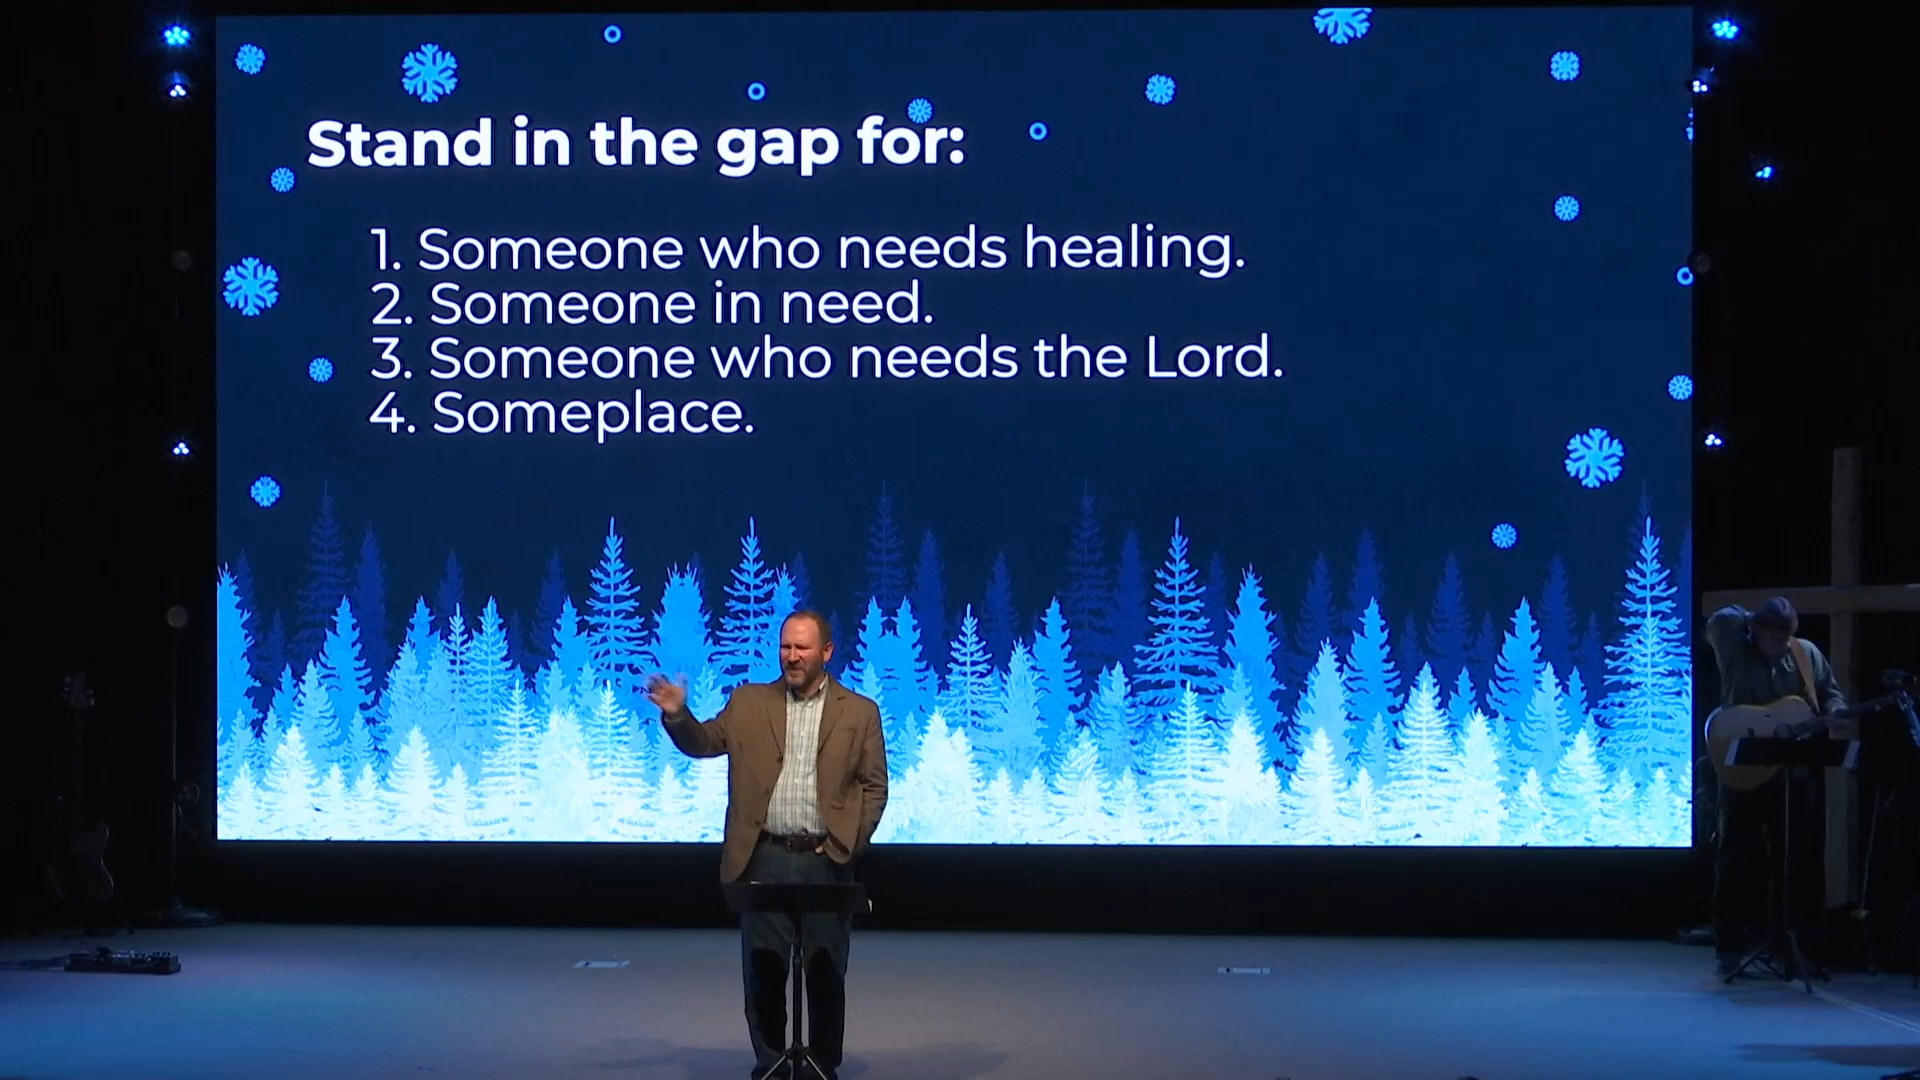 Stand in the gap for:
1. Someone who needs healing.
2. Someone in need.
3. Someone who needs the Lord.
4. Someplace.